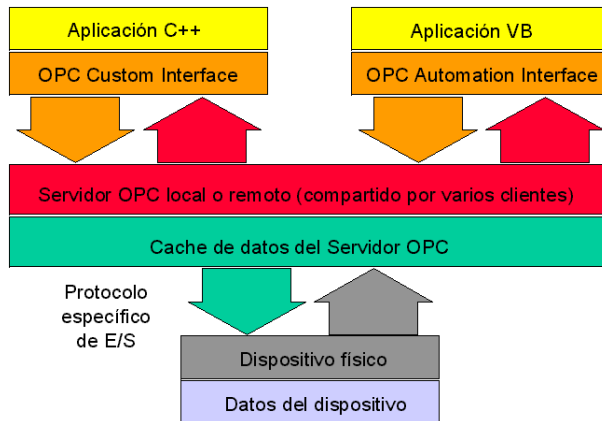 Aplicación C++
Aplicación VB
OPC Custom Interface
OPC Automation Interface
Servidor OPC local o remoto (compartido por varios clientes)
Cache de datos del Servidor OPC
Protocolo
específico
de E/S
Dispositivo físico
Datos del dispositivo